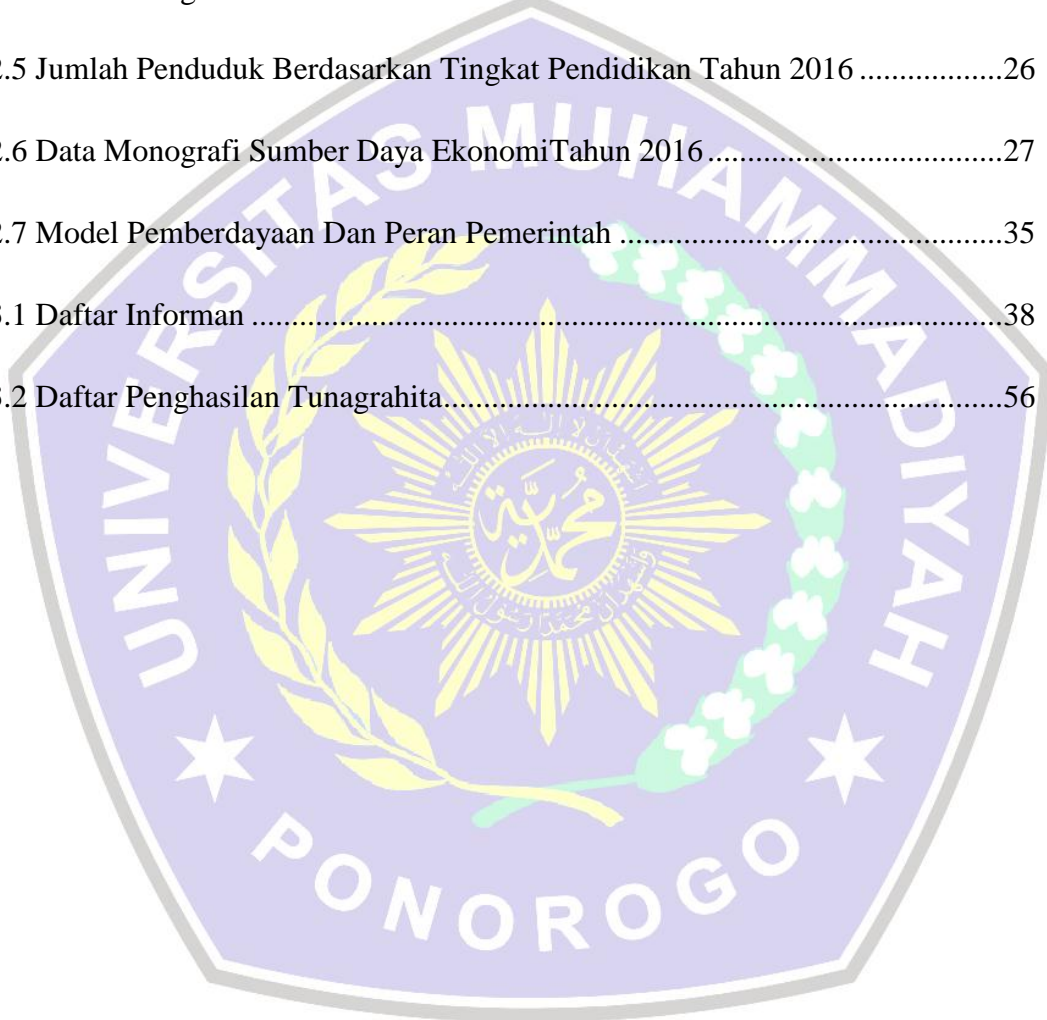 2.5 Jumlah Penduduk Berdasarkan Tingkat Pendidikan Tahun 2016 .................26
2.6 Data Monografi Sumber Daya EkonomiTahun 2016 ..................................27
2.7 Model Pemberdayaan Dan Peran Pemerintah ............................................35
3.1 Daftar Informan .......................................................................................38
3.2 Daftar Penghasilan Tunagrahita.................................................................56
UNIVERSITAS MUHAMMADIYAH
PONOROGO